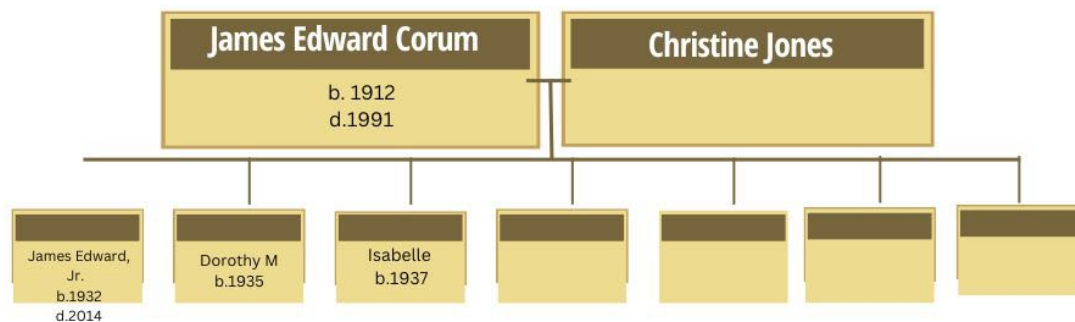 James Edward Corum
b. 1912
d.1991
Christine Jones
James Edward,
Jr.
b.1932
d.2014
Dorothy M
b.1935
Isabelle
b.1937